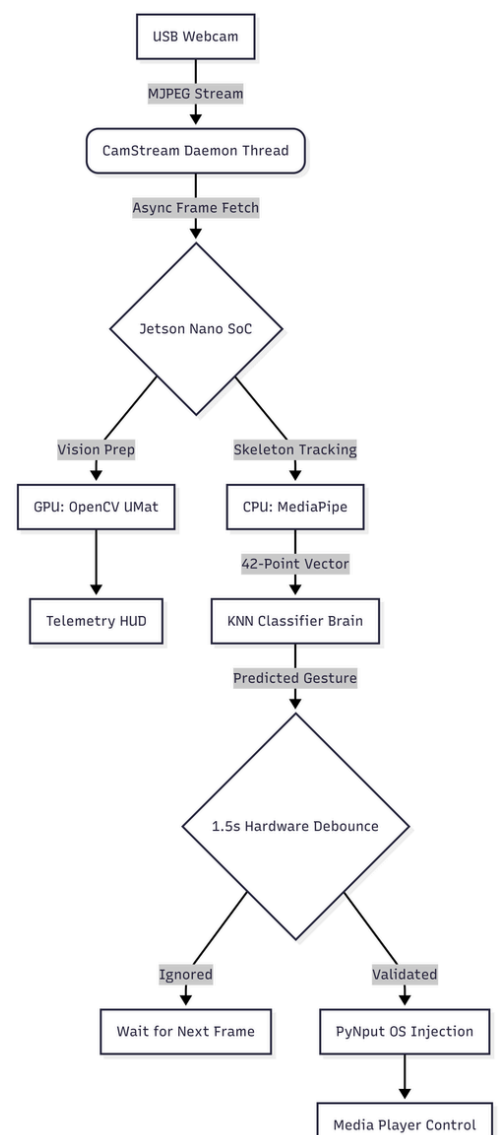 USB Webcam
MJPEG Stream
CamStream Daemon Thread
Async Frame Fetch
Jetson Nano SoC
Vision Prep
Skeleton Tracking
GPU: OpenCV UMat
CPU: MediaPipe
42-Point Vector
Telemetry HUD
KNN Classifier Brain
Predicted Gesture
1.5s Hardware Debounce
Ignored
Validated
Wait for Next Frame
PyNput OS Injection
Media Player Control